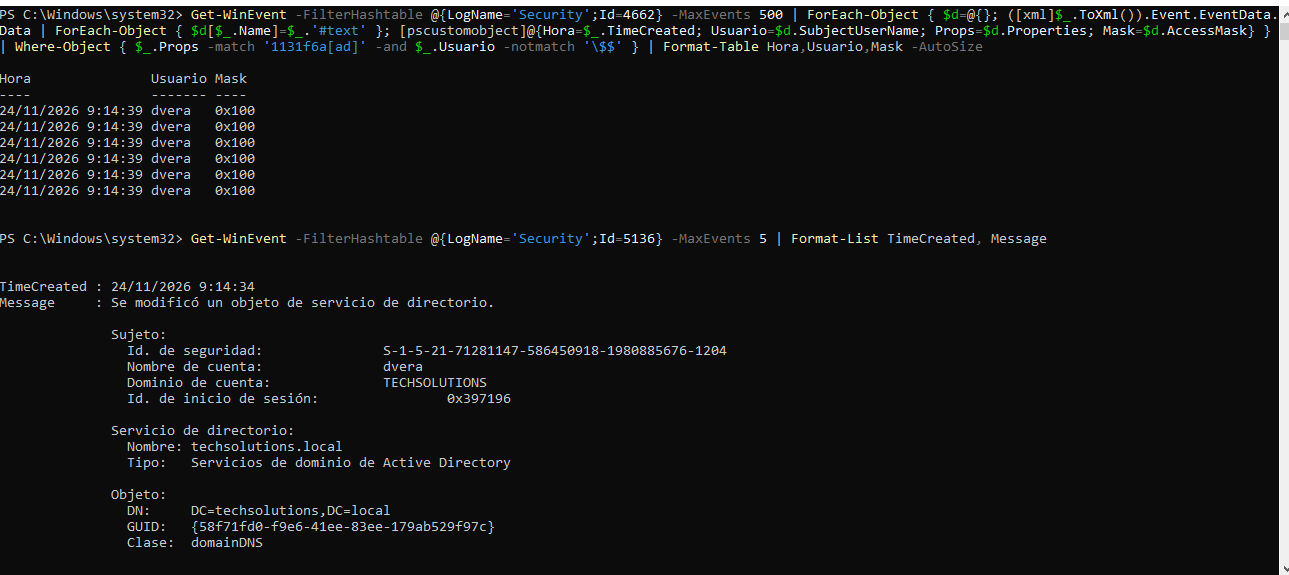 PS C:\Windows\system32> Get-WinEvent -FilterHashtable @{LogName='Security';Id=4662} -MaxEvents 500 | ForEach-Object { $d=@{}; ([xml]$_.ToXml()).Event.EventData.
Data | ForEach-Object { $d[$_.Name]=$_.'#text' }; [pscustomobject]@{Hora=$_.TimeCreated; Usuario=$d.SubjectUserName; Props=$d.Properties; Mask=$d.AccessMask} }
| Where-Object { $_.Props -match '1131f6a[ad]' -and $_.Usuario -notmatch '\$$' } | Format-Table Hora,Usuario,Mask -AutoSize
Hora Usuario Mask
---- ------- ----
24/11/2026 9:14:39 dvera 0x100
24/11/2026 9:14:39 dvera 0x100
24/11/2026 9:14:39 dvera 0x100
24/11/2026 9:14:39 dvera 0x100
24/11/2026 9:14:39 dvera 0x100
24/11/2026 9:14:39 dvera 0x100
PS C:\Windows\system32> Get-WinEvent -FilterHashtable @{LogName='Security';Id=5136} -MaxEvents 5 | Format-List TimeCreated, Message
TimeCreated : 24/11/2026 9:14:34
Message : Se modificó un objeto de servicio de directorio.
Sujeto:
Id. de seguridad: S-1-5-21-71281147-586450918-1980885676-1204
Nombre de cuenta: dvera
Dominio de cuenta: TECHSOLUTIONS
Id. de inicio de sesión: 0x397196
Servicio de directorio:
Nombre: techsolutions.local
Tipo: Servicios de dominio de Active Directory
Objeto:
DN: DC=techsolutions,DC=local
GUID: {58f71fd0-f9e6-41ee-83ee-179ab529f97c}
Clase: domainDNS